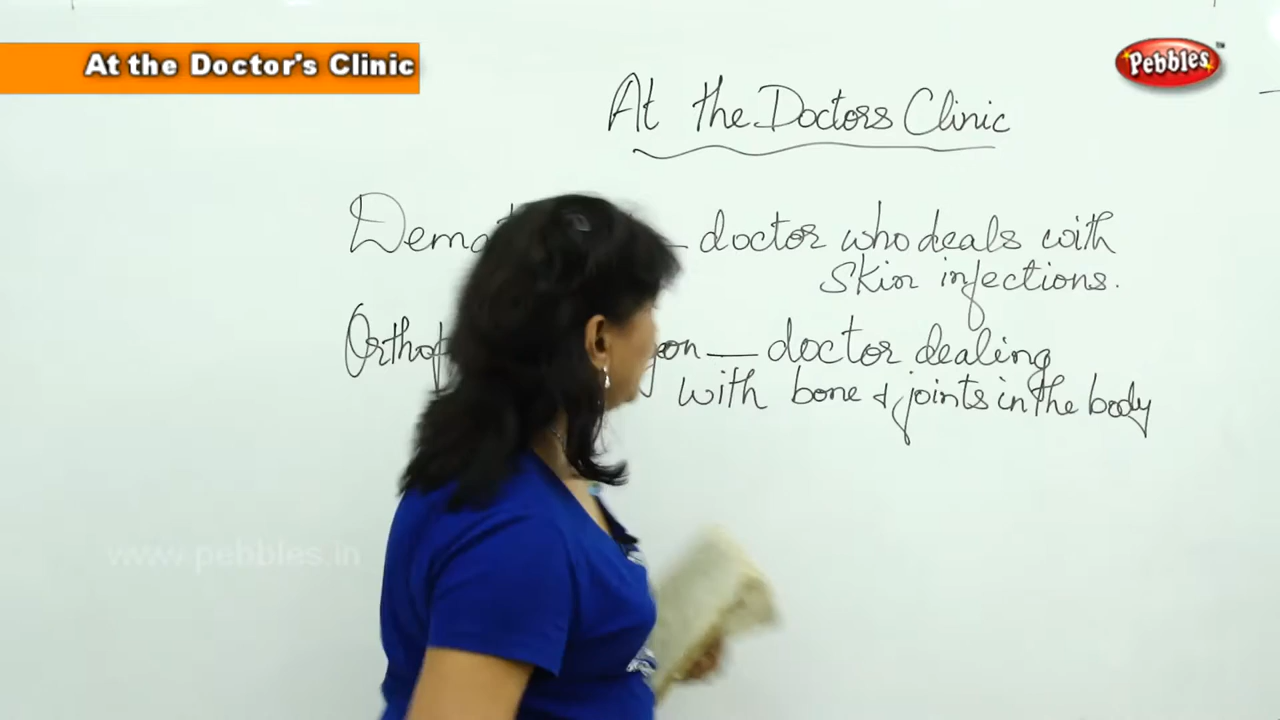 At the Doctor's Clinic
Pebbles
At the Doctors Clinic
doctor who deals with
skin infections.
doctor dealing
with bone & joints in the body
www.pebbles.in